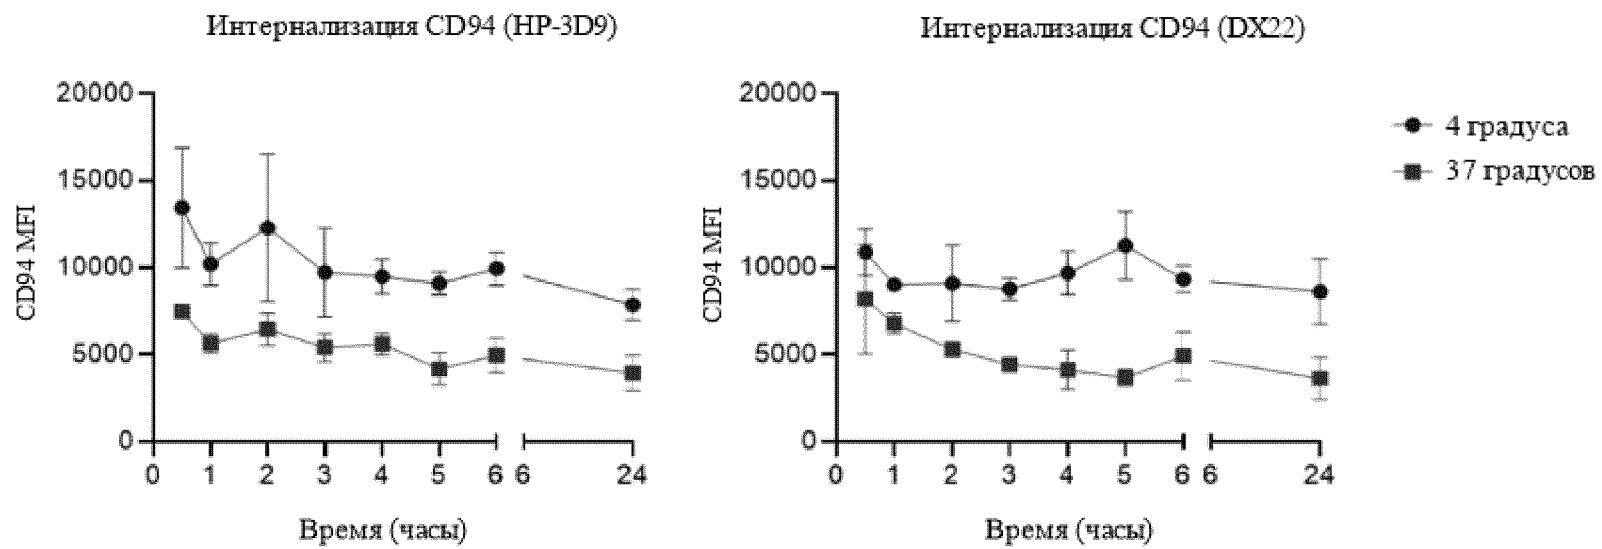 Интернализация CD94 (HP-3D9)
CD94 MFI
20000
15000
10000
5000
0
0 1 2 3 4 5 6 6 24
Время (часы)
Интернализация CD94 (DX22)
CD94 MFI
20000
15000
10000
5000
0
0 1 2 3 4 5 6 6 24
Время (часы)
4 градуса
37 градусов